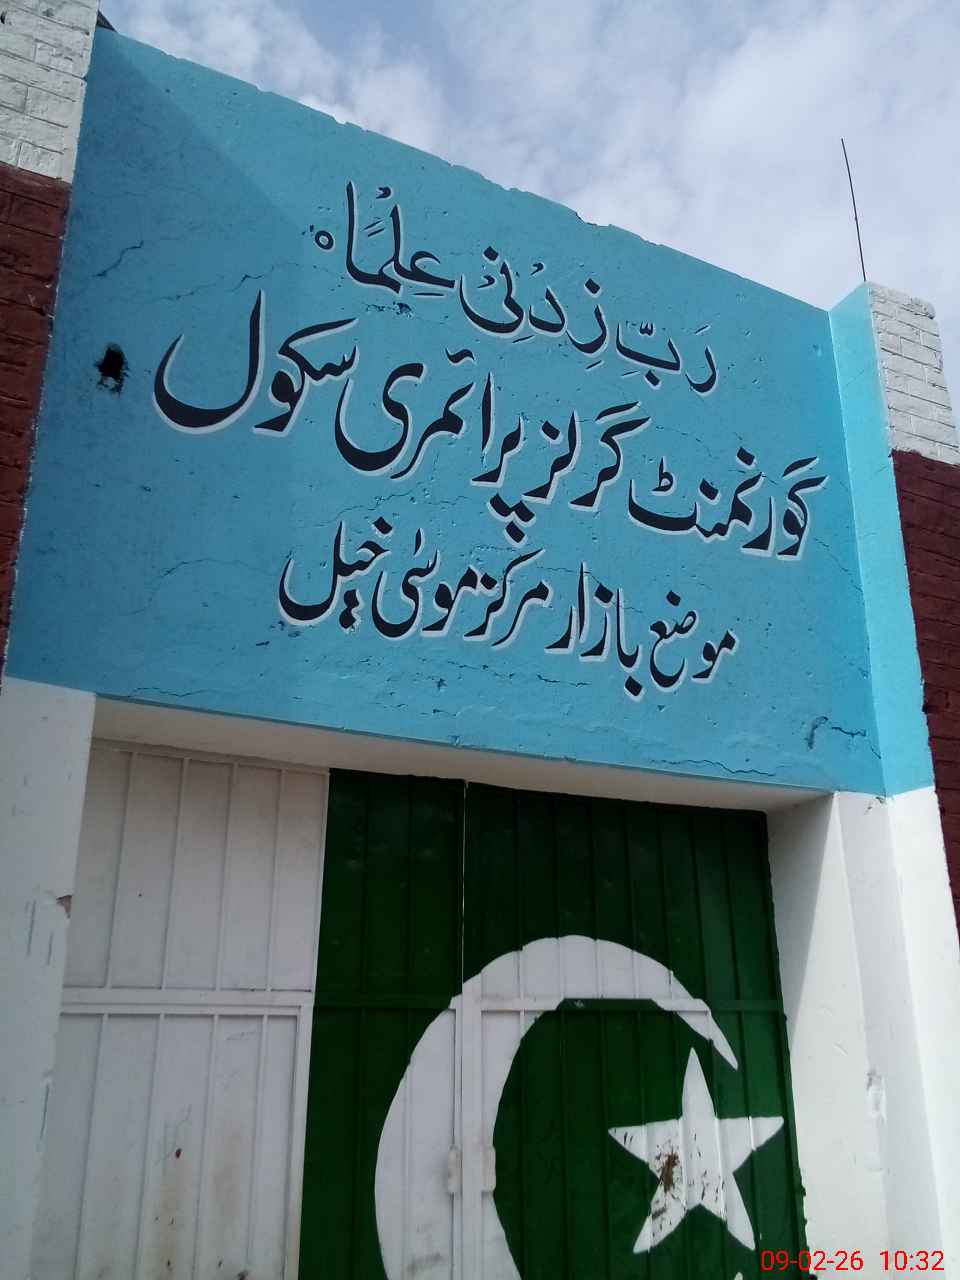 رَبِّ زِدْنِیْ عِلْمًا ہ
گورنمنٹ گرلز پرائمری سکول
موضع بازار مرکز موسیٰ خیل
09-02-26 10:32